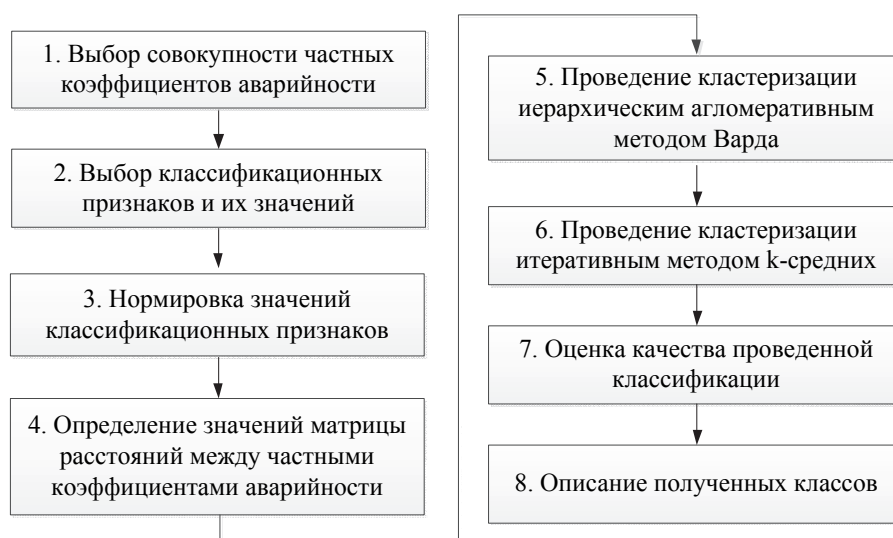 1. Выбор совокупности частных
коэффициентов аварийности
2. Выбор классификационных
признаков и их значений
3. Нормировка значений
классификационных признаков
4. Определение значений матрицы
расстояний между частными
коэффициентами аварийности
5. Проведение кластеризации
иерархическим агломеративным
методом Варда
6. Проведение кластеризации
итеративным методом k-средних
7. Оценка качества проведенной
классификации
8. Описание полученных классов